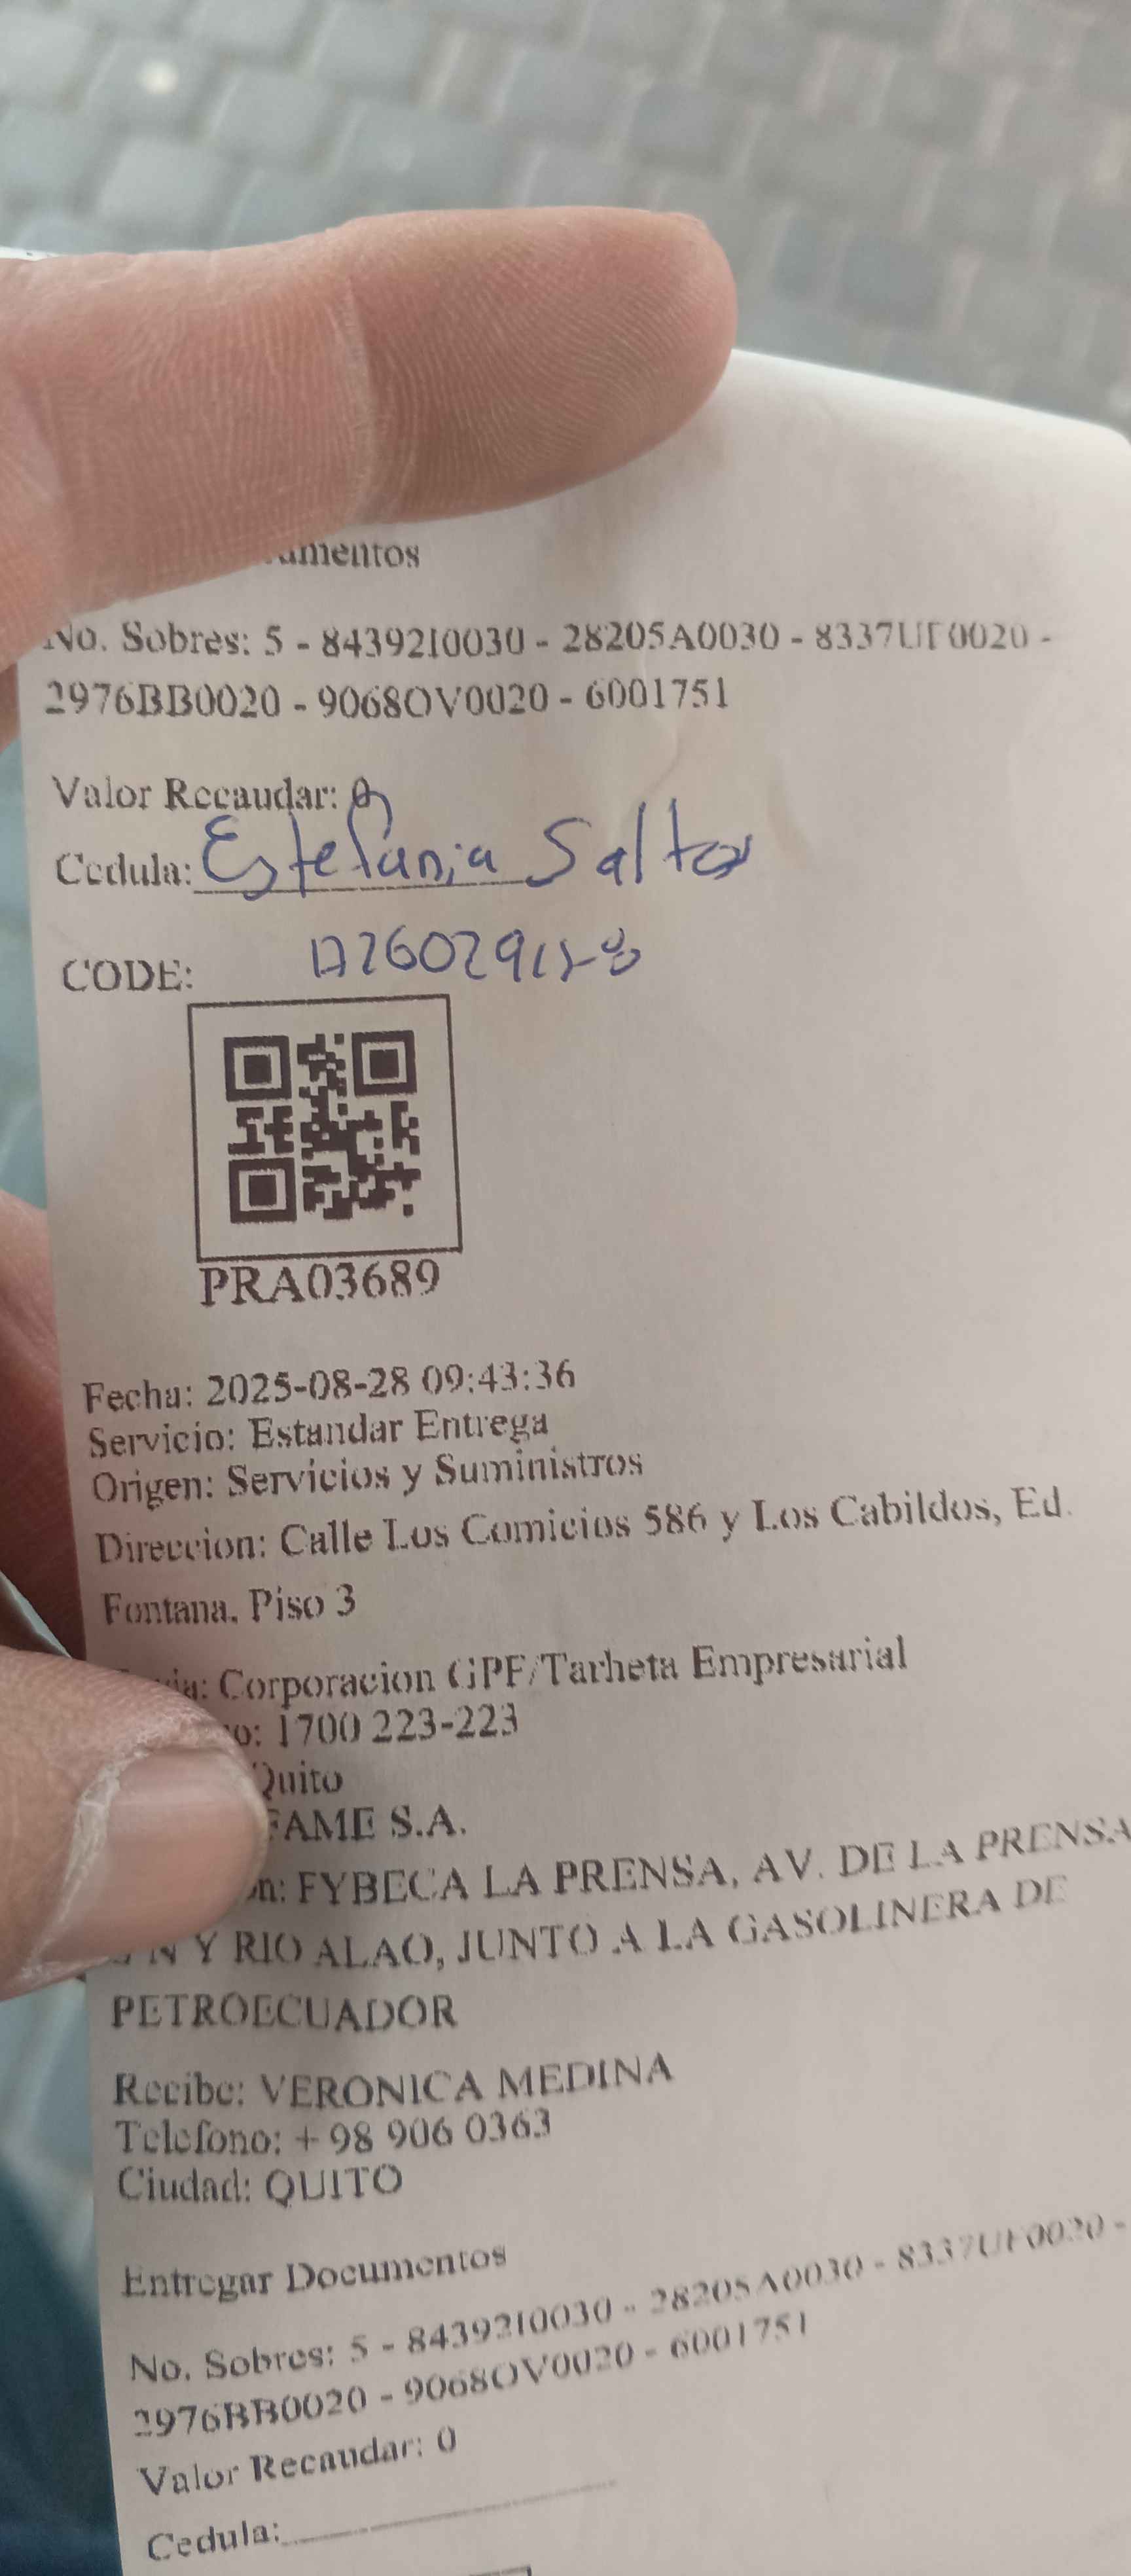 No. Sobres: 5 - 84392I0030 - 28205A0030 - 8337UF0020 -
2976BB0020 - 9068OV0020 - 6001751
Valor Recaudar: 0
Cedula: Estefania Saltos
CODE:
PRA03689
Fecha: 2025-08-28 09:43:36
Servicio: Estandar Entrega
Origen: Servicios y Suministros
Direccion: Calle Los Comicios 586 y Los Cabildos, Ed.
Fontana, Piso 3
Corporacion GPF/Tarheta Empresarial
1700 223-223
Quito
FAME S.A.
FYBECA LA PRENSA, AV. DE LA PRENSA
Y RIO ALAO, JUNTO A LA GASOLINERA DE
PETROECUADOR
Recibe: VERONICA MEDINA
Telefono: + 98 906 0363
Ciudad: QUITO
Entregar Documentos
No. Sobres: 5 - 84392I0030 - 28205A0030 - 8337UF0020 -
2976BB0020 - 9068OV0020 - 6001751
Valor Recaudar: 0
Cedula: